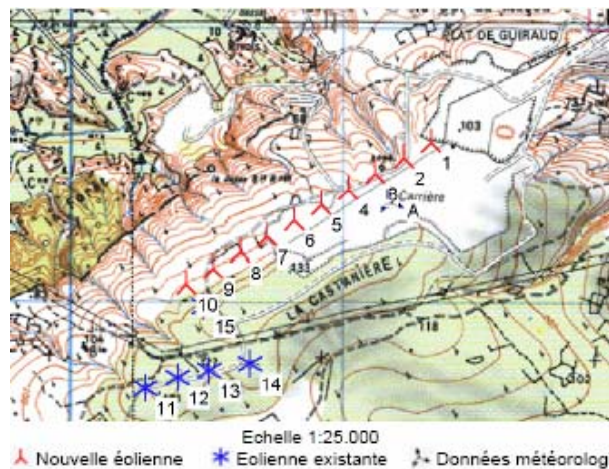 PLAT DE GUIRAUD
103
1
2
Carrière
B
A
4
5
6
7
8
9
10
15
LA CASTANIÈRE
118
14
13
12
11
Echelle 1:25.000
Nouvelle éolienne
Eolienne existante
Données météorolog